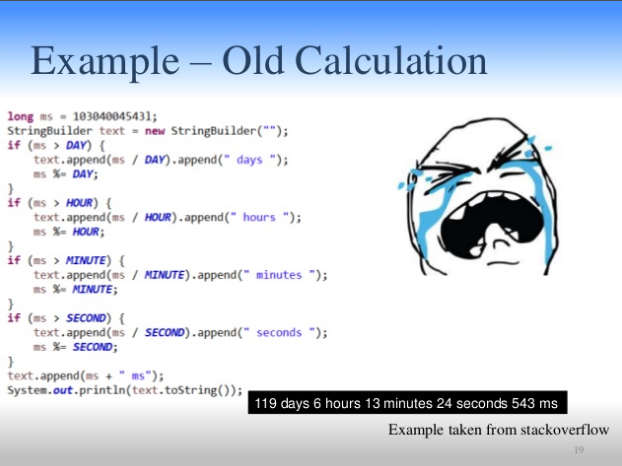 Example – Old Calculation
long ms = 10304004543l;
StringBuilder text = new StringBuilder("");
if (ms > DAY) {
text.append(ms / DAY).append(" days ");
ms %= DAY;
}
if (ms > HOUR) {
text.append(ms / HOUR).append(" hours ");
ms %= HOUR;
}
if (ms > MINUTE) {
text.append(ms / MINUTE).append(" minutes ");
ms %= MINUTE;
}
if (ms > SECOND) {
text.append(ms / SECOND).append(" seconds ");
ms %= SECOND;
}
text.append(ms + " ms");
System.out.println(text.toString());
119 days 6 hours 13 minutes 24 seconds 543 ms
Example taken from stackoverflow
19